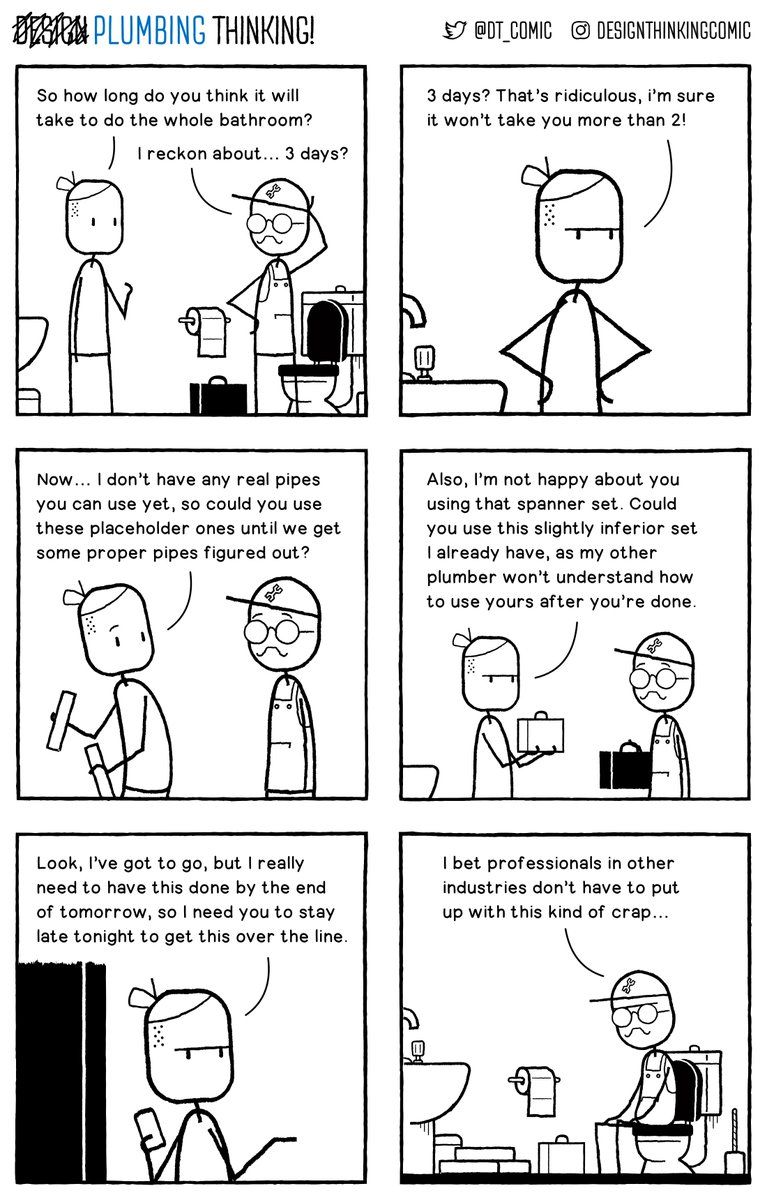 DESIGN PLUMBING THINKING!
@DT_COMIC DESIGNTHINKINGCOMIC
So how long do you think it will
take to do the whole bathroom?
I reckon about... 3 days?
3 days? That's ridiculous, i'm sure
it won't take you more than 2!
Now... I don't have any real pipes
you can use yet, so could you use
these placeholder ones until we get
some proper pipes figured out?
Also, I'm not happy about you
using that spanner set. Could
you use this slightly inferior set
I already have, as my other
plumber won't understand how
to use yours after you're done.
Look, I've got to go, but I really
need to have this done by the end
of tomorrow, so I need you to stay
late tonight to get this over the line.
I bet professionals in other
industries don't have to put
up with this kind of crap...